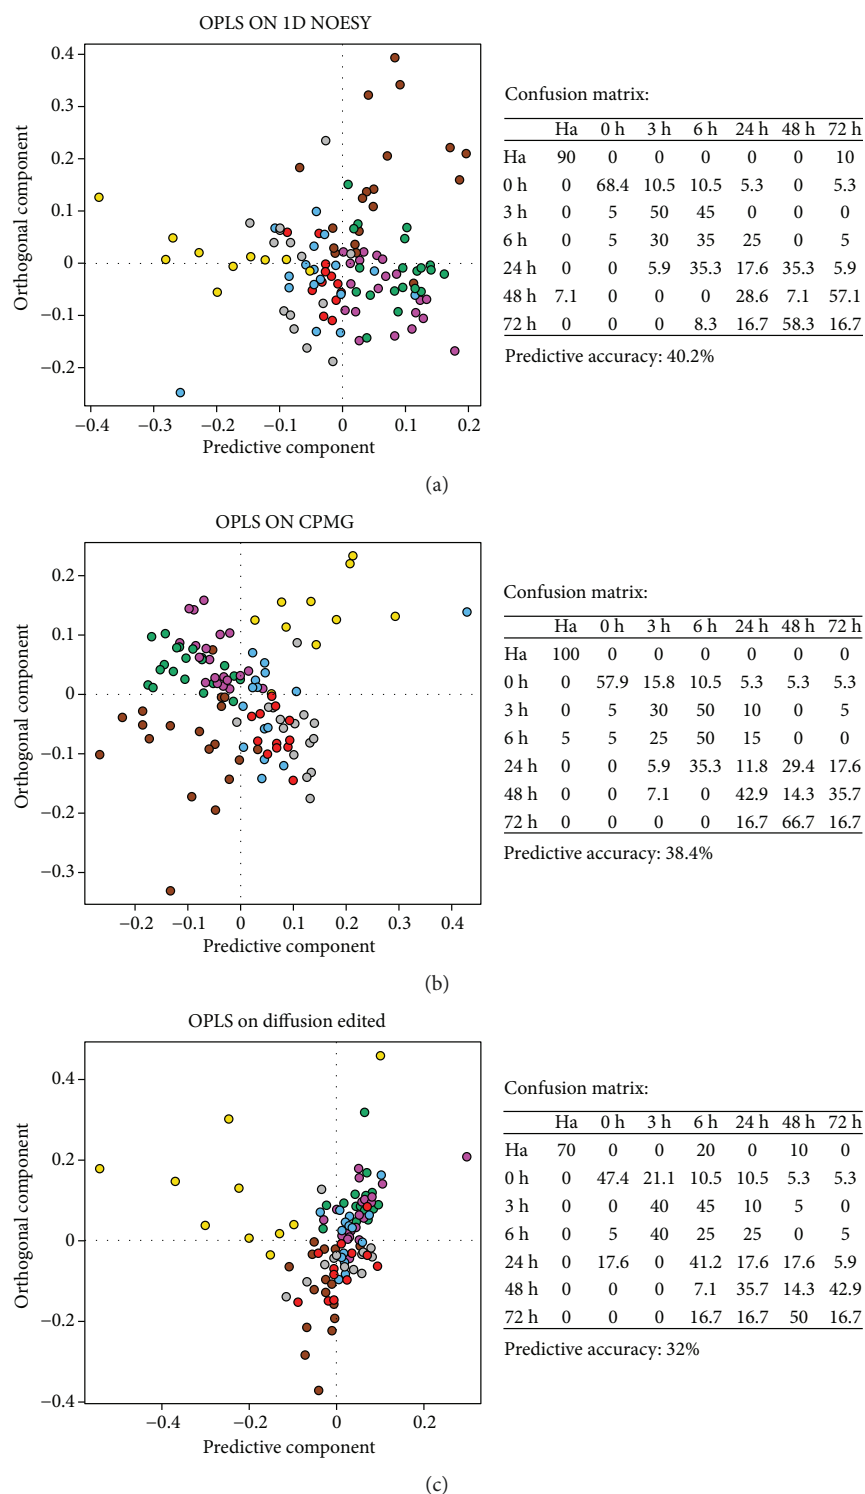 OPLS ON 1D NOESY
Orthogonal component
0.4
0.3
0.2
0.1
0
−0.1
−0.2
−0.4 −0.3 −0.2 −0.1 0 0.1 0.2
Predictive component
Confusion matrix:
Ha 0 h 3 h 6 h 24 h 48 h 72 h
Ha 90 0 0 0 0 0 10
0 h 0 68.4 10.5 10.5 5.3 0 5.3
3 h 0 5 50 45 0 0 0
6 h 0 5 30 35 25 0 5
24 h 0 0 5.9 35.3 17.6 35.3 5.9
48 h 7.1 0 0 0 28.6 7.1 57.1
72 h 0 0 0 8.3 16.7 58.3 16.7
Predictive accuracy: 40.2%
(a)
OPLS ON CPMG
Orthogonal component
0.2
0.1
0
−0.1
−0.2
−0.3
−0.2 −0.1 0 0.1 0.2 0.3 0.4
Predictive component
Confusion matrix:
Ha 0 h 3 h 6 h 24 h 48 h 72 h
Ha 100 0 0 0 0 0 0
0 h 0 57.9 15.8 10.5 5.3 5.3 5.3
3 h 0 5 30 50 10 0 5
6 h 5 5 25 50 15 0 0
24 h 0 0 5.9 35.3 11.8 29.4 17.6
48 h 0 0 7.1 0 42.9 14.3 35.7
72 h 0 0 0 0 16.7 66.7 16.7
Predictive accuracy: 38.4%
(b)
OPLS on diffusion edited
Orthogonal component
0.4
0.2
0
−0.2
−0.4
−0.4 −0.2 0 0.2
Predictive component
Confusion matrix:
Ha 0 h 3 h 6 h 24 h 48 h 72 h
Ha 70 0 0 20 0 10 0
0 h 0 47.4 21.1 10.5 10.5 5.3 5.3
3 h 0 0 40 45 10 5 0
6 h 0 5 40 25 25 0 5
24 h 0 17.6 0 41.2 17.6 17.6 5.9
48 h 0 0 0 7.1 35.7 14.3 42.9
72 h 0 0 0 16.7 16.7 50 16.7
Predictive accuracy: 32%
(c)